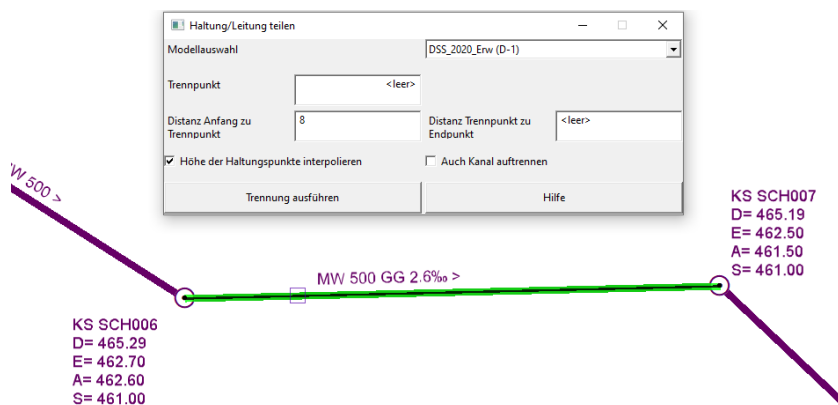 Haltung/Leitung teilen
Modellauswahl
DSS_2020_Erw (D-1)
Trennpunkt
<leer>
Distanz Anfang zu
Trennpunkt
8
Distanz Trennpunkt zu
Endpunkt
<leer>
Höhe der Haltungspunkte interpolieren
Auch Kanal auftrennen
Trennung ausführen
Hilfe
W 500 >
KS SCH007
D= 465.19
E= 462.50
A= 461.50
S= 461.00
MW 500 GG 2.6‰ >
KS SCH006
D= 465.29
E= 462.70
A= 462.60
S= 461.00